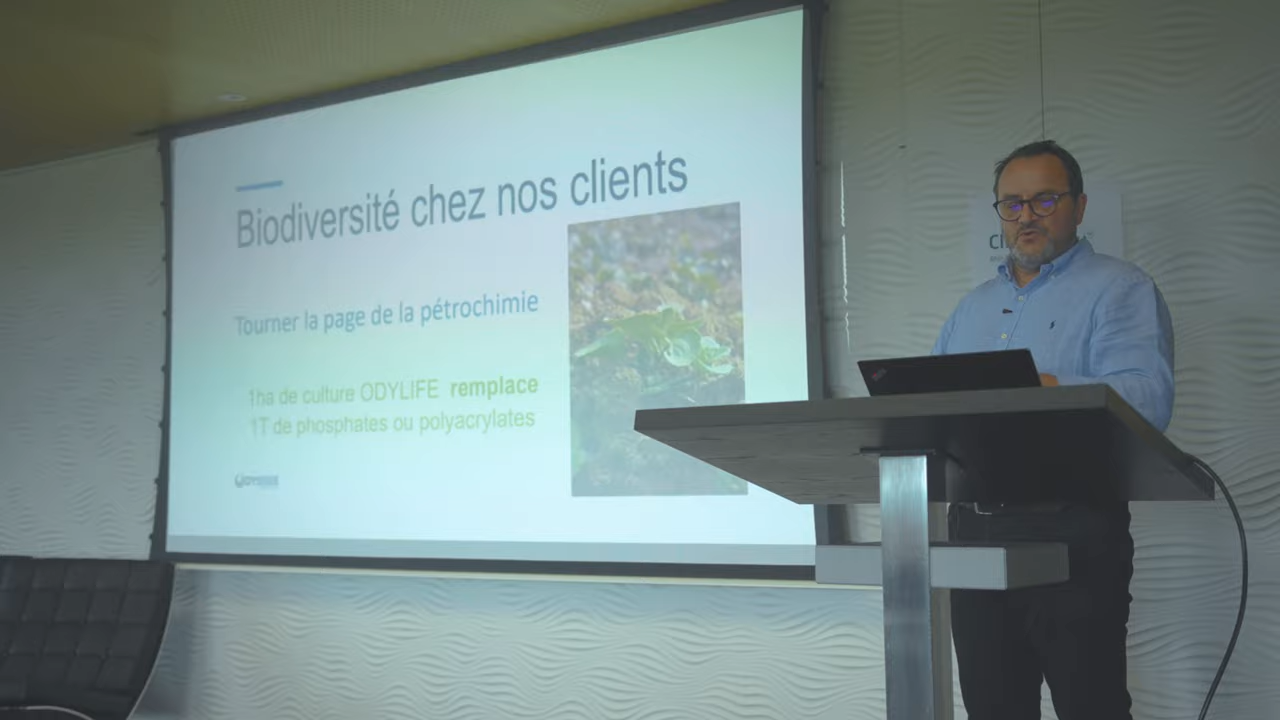 Biodiversité chez nos clients
Tourner la page de la pétrochimie
1ha de culture ODYLIFE remplace
1T de phosphates ou polyacrylates